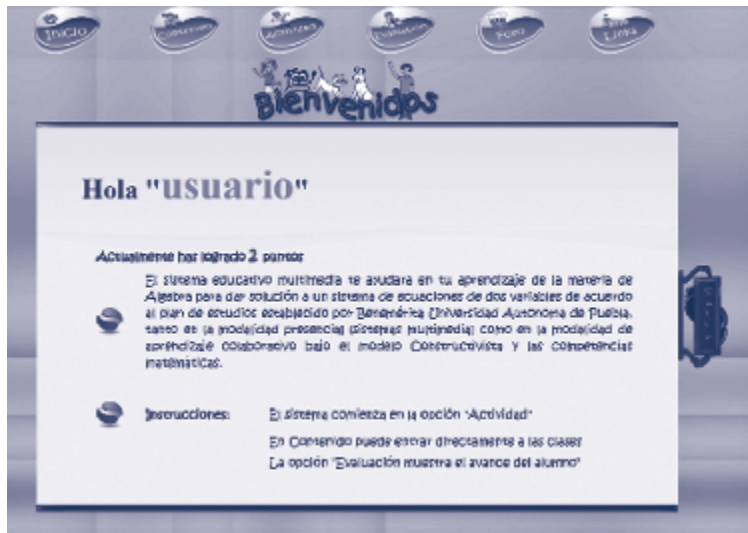 Inicio Contenido Actividades Evaluación Foro Links
Bienvenidos
Hola "usuario"
Actualmente has logrado 2 puntos
El sistema educativo multimedia te ayudara en tu aprendizaje de la materia de
Algebra para dar solución a un sistema de ecuaciones de dos variables de acuerdo
al plan de estudios establecido por Benemérita Universidad Autonoma de Puebla,
tanto en la modalidad presencial (sistemas multimedia) como en la modalidad de
aprendizaje colaborativo bajo el modelo Constructivista y las competencias
matemáticas.
Instrucciones: El sistema comienza en la opción "Actividad"
En Contenido puede entrar directamente a las clases
La opción "Evaluación muestra el avance del alumno"